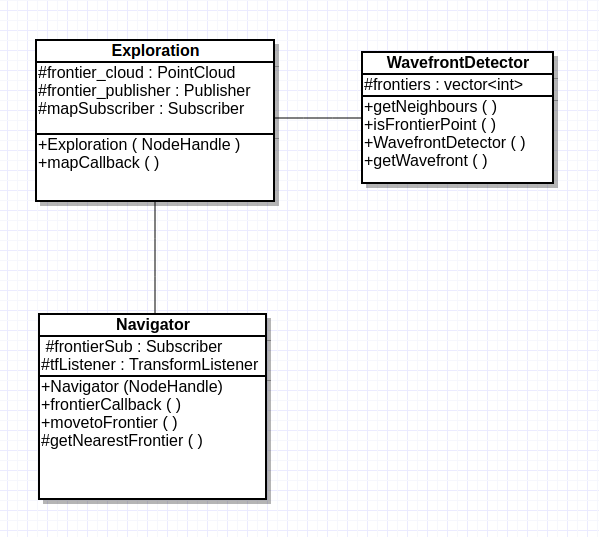 Exploration
#frontier_cloud : PointCloud
#frontier_publisher : Publisher
#mapSubscriber : Subscriber
+Exploration ( NodeHandle )
+mapCallback ( )
WavefrontDetector
#frontiers : vector<int>
+getNeighbours ( )
+isFrontierPoint ( )
+WavefrontDetector ( )
+getWavefront ( )
Navigator
#frontierSub : Subscriber
#tfListener : TransformListener
+Navigator (NodeHandle)
+frontierCallback ( )
+movetoFrontier ( )
#getNearestFrontier ( )